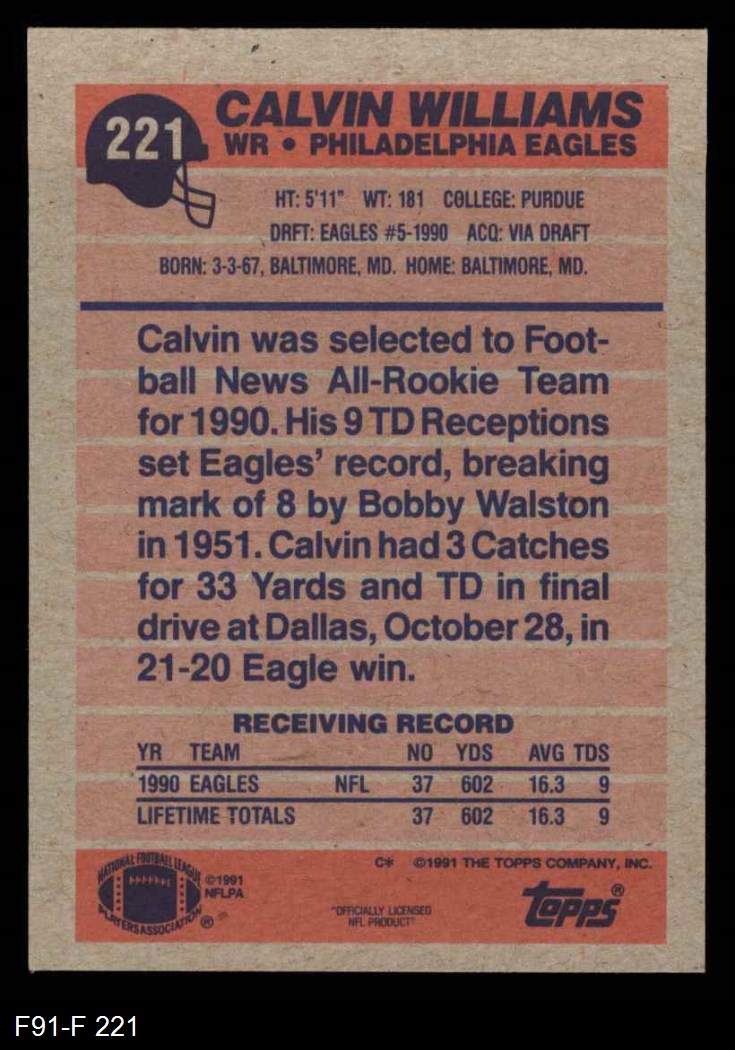 221
CALVIN WILLIAMS
WR • PHILADELPHIA EAGLES
HT: 5'11" WT: 181 COLLEGE: PURDUE
DRFT: EAGLES #5-1990 ACQ: VIA DRAFT
BORN: 3-3-67, BALTIMORE, MD. HOME: BALTIMORE, MD.
Calvin was selected to Foot-
ball News All-Rookie Team
for 1990. His 9 TD Receptions
set Eagles' record, breaking
mark of 8 by Bobby Walston
in 1951. Calvin had 3 Catches
for 33 Yards and TD in final
drive at Dallas, October 28, in
21-20 Eagle win.
RECEIVING RECORD
YR TEAM NO YDS AVG TDS
1990 EAGLES NFL 37 602 16.3 9
LIFETIME TOTALS 37 602 16.3 9
C* ©1991 THE TOPPS COMPANY, INC.
NATIONAL FOOTBALL LEAGUE
PLAYERS ASSOCIATION ®
©1991
NFLPA
"OFFICIALLY LICENSED
NFL PRODUCT"
Topps®
F91-F 221